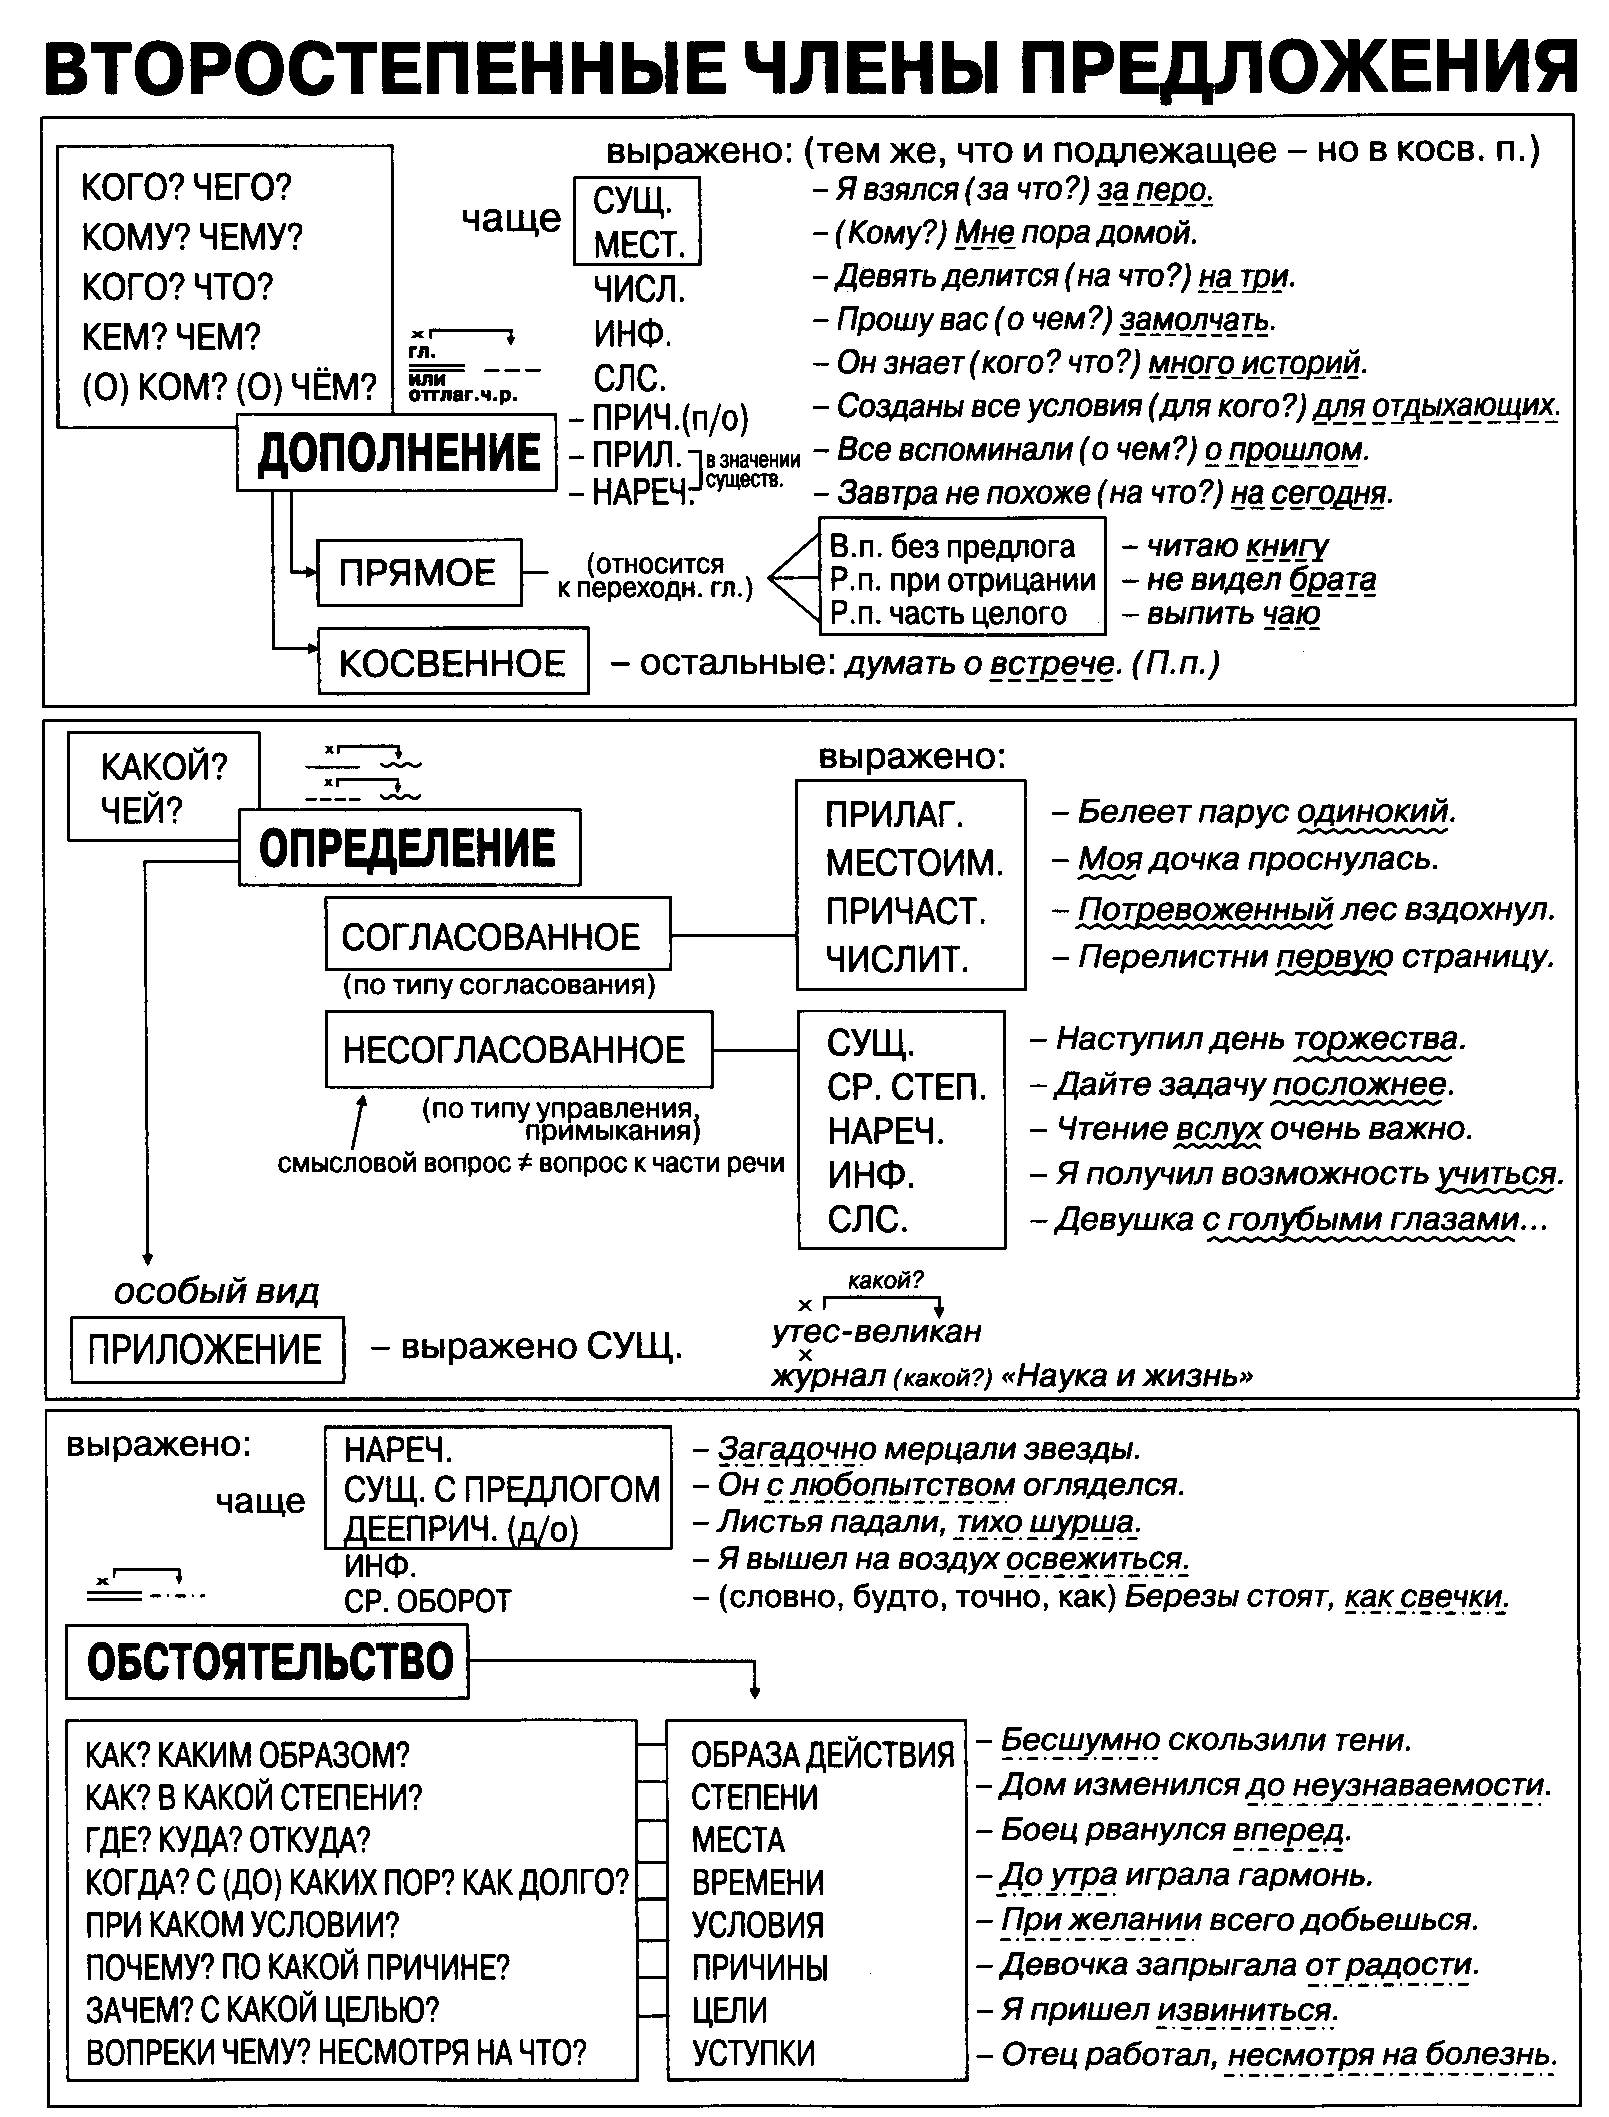 ВТОРОСТЕПЕННЫЕ ЧЛЕНЫ ПРЕДЛОЖЕНИЯ
КОГО? ЧЕГО?
КОМУ? ЧЕМУ?
КОГО? ЧТО?
КЕМ? ЧЕМ?
(О) КОМ? (О) ЧЁМ?
х
гл.
или
отглаг.ч.р.
ДОПОЛНЕНИЕ
выражено: (тем же, что и подлежащее – но в косв. п.)
чаще
СУЩ. – Я взялся (за что?) за перо.
МЕСТ. – (Кому?) Мне пора домой.
ЧИСЛ. – Девять делится (на что?) на три.
ИНФ. – Прошу вас (о чем?) замолчать.
СЛС. – Он знает (кого? что?) много историй.
– ПРИЧ.(п/о) – Созданы все условия (для кого?) для отдыхающих.
– ПРИЛ. – Все вспоминали (о чем?) о прошлом.
– НАРЕЧ. – Завтра не похоже (на что?) на сегодня.
в значении
существ.
ПРЯМОЕ
(относится
к переходн. гл.)
В.п. без предлога – читаю книгу
Р.п. при отрицании – не видел брата
Р.п. часть целого – выпить чаю
КОСВЕННОЕ – остальные: думать о встрече. (П.п.)
КАКОЙ?
ЧЕЙ?
х
х
ОПРЕДЕЛЕНИЕ
выражено:
СОГЛАСОВАННОЕ
(по типу согласования)
ПРИЛАГ. – Белеет парус одинокий.
МЕСТОИМ. – Моя дочка проснулась.
ПРИЧАСТ. – Потревоженный лес вздохнул.
ЧИСЛИТ. – Перелистни первую страницу.
НЕСОГЛАСОВАННОЕ
(по типу управления,
примыкания)
смысловой вопрос ≠ вопрос к части речи
СУЩ. – Наступил день торжества.
СР. СТЕП. – Дайте задачу посложнее.
НАРЕЧ. – Чтение вслух очень важно.
ИНФ. – Я получил возможность учиться.
СЛС. – Девушка с голубыми глазами...
особый вид
ПРИЛОЖЕНИЕ – выражено СУЩ.
какой?
х
утес-великан
х
журнал (какой?) «Наука и жизнь»
выражено:
чаще
НАРЕЧ. – Загадочно мерцали звезды.
СУЩ. С ПРЕДЛОГОМ – Он с любопытством огляделся.
ДЕЕПРИЧ. (д/о) – Листья падали, тихо шурша.
ИНФ. – Я вышел на воздух освежиться.
СР. ОБОРОТ – (словно, будто, точно, как) Березы стоят, как свечки.
х
ОБСТОЯТЕЛЬСТВО
КАК? КАКИМ ОБРАЗОМ? ОБРАЗА ДЕЙСТВИЯ – Бесшумно скользили тени.
КАК? В КАКОЙ СТЕПЕНИ? СТЕПЕНИ – Дом изменился до неузнаваемости.
ГДЕ? КУДА? ОТКУДА? МЕСТА – Боец рванулся вперед.
КОГДА? С (ДО) КАКИХ ПОР? КАК ДОЛГО? ВРЕМЕНИ – До утра играла гармонь.
ПРИ КАКОМ УСЛОВИИ? УСЛОВИЯ – При желании всего добьешься.
ПОЧЕМУ? ПО КАКОЙ ПРИЧИНЕ? ПРИЧИНЫ – Девочка запрыгала от радости.
ЗАЧЕМ? С КАКОЙ ЦЕЛЬЮ? ЦЕЛИ – Я пришел извиниться.
ВОПРЕКИ ЧЕМУ? НЕСМОТРЯ НА ЧТО? УСТУПКИ – Отец работал, несмотря на болезнь.